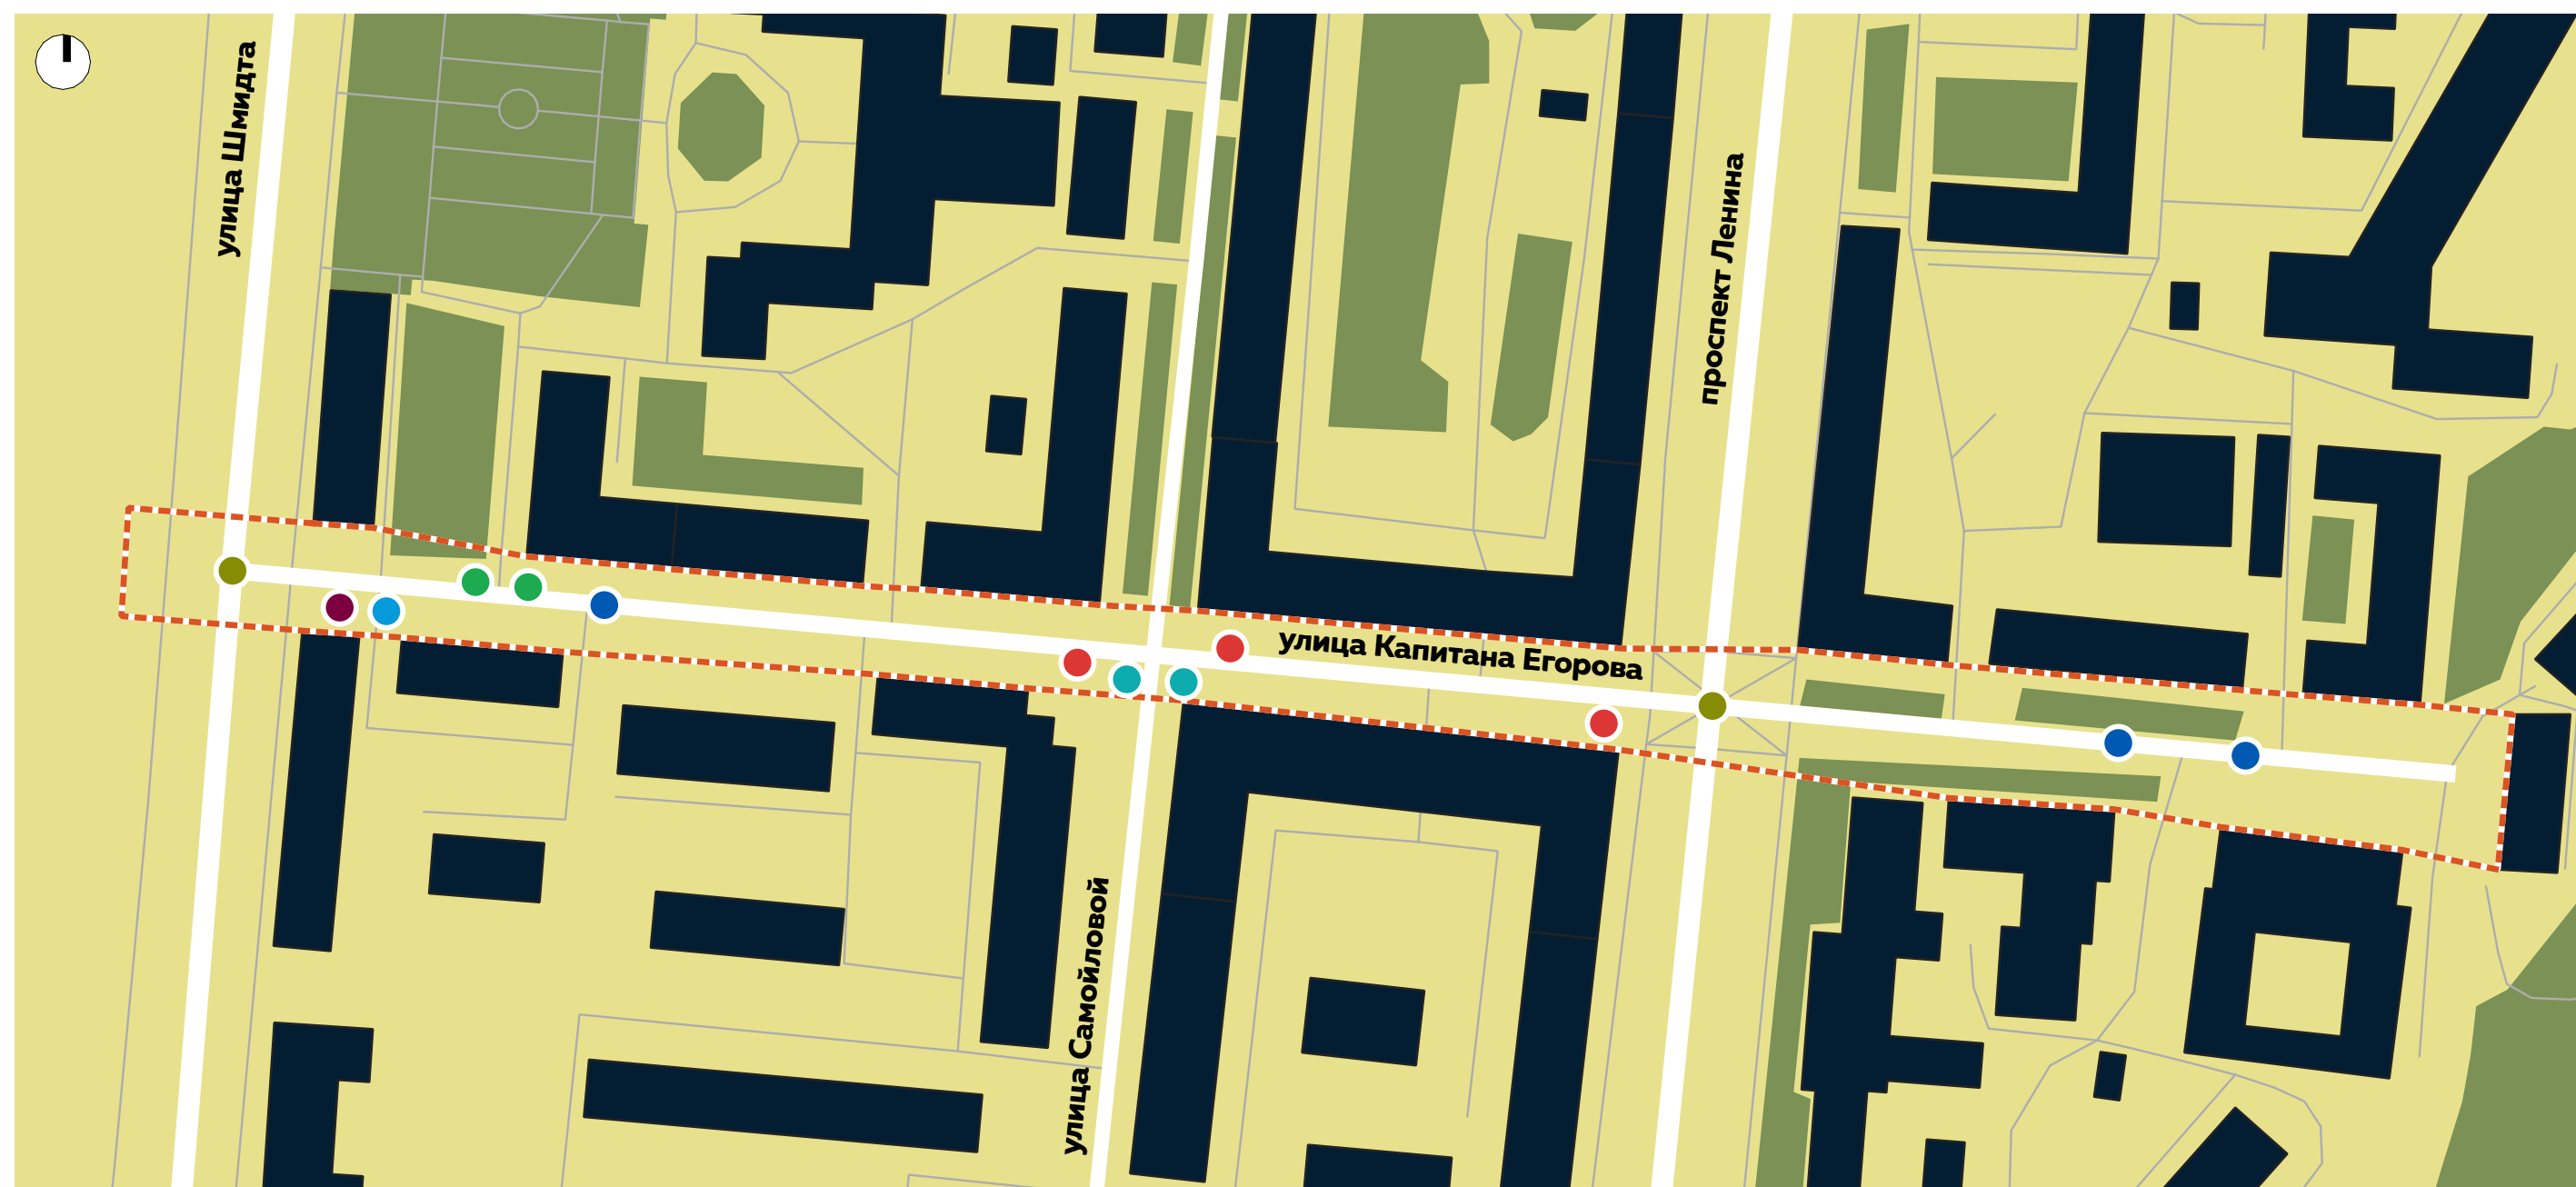 улица Шмидта
проспект Ленина
улица Капитана Егорова
улица Самойловой